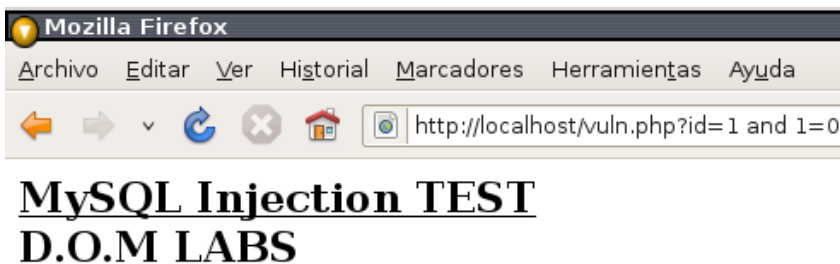 Mozilla Firefox
Archivo Editar Ver Historial Marcadores Herramientas Ayuda
http://localhost/vuln.php?id=1 and 1=0
MySQL Injection TEST
D.O.M LABS